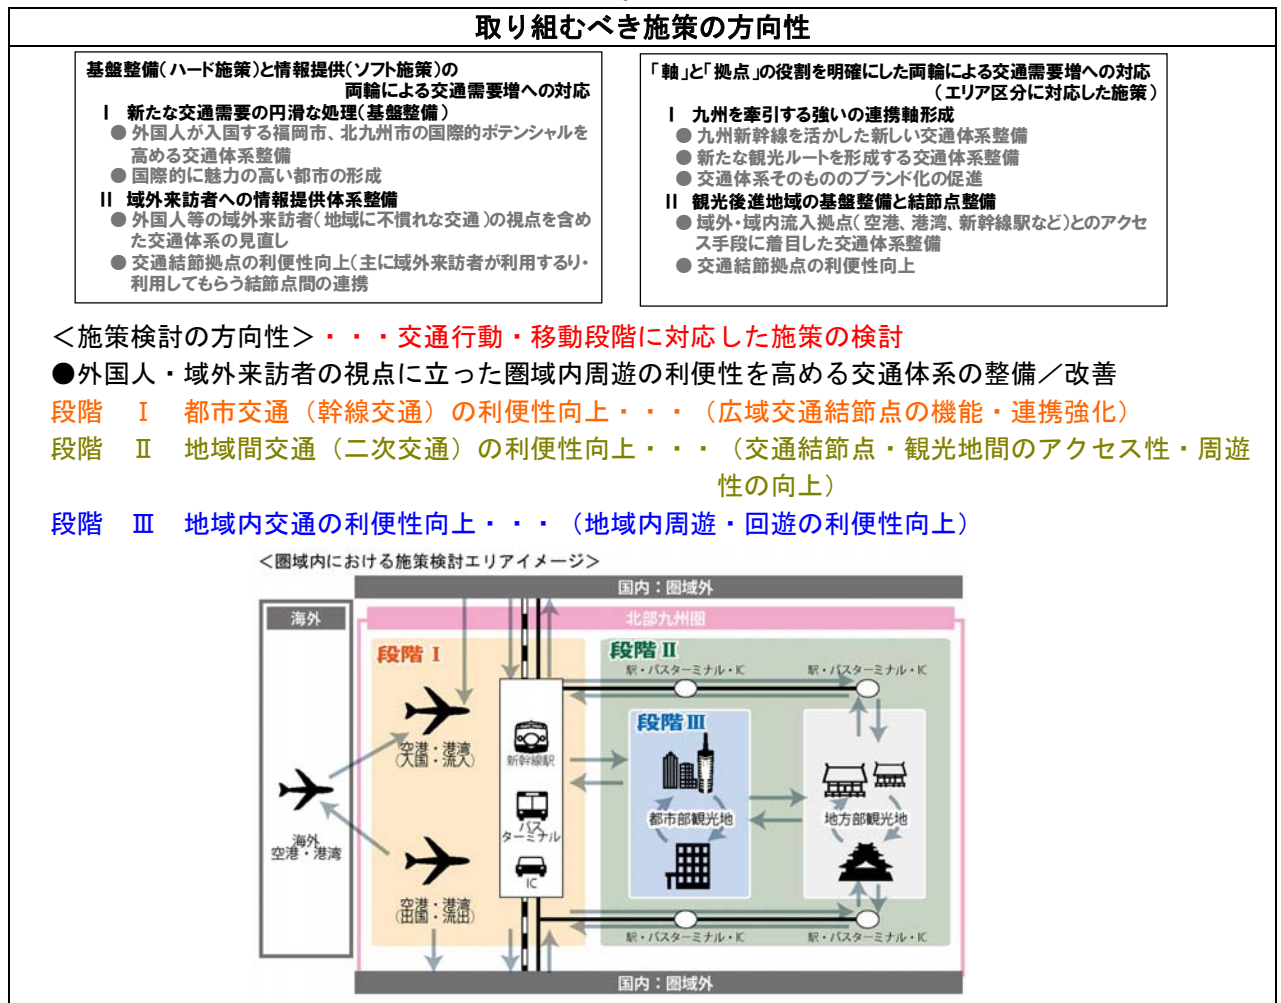 取り組むべき施策の方向性
基盤整備(ハード施策)と情報提供(ソフト施策)の
両輪による交通需要増への対応
Ⅰ 新たな交通需要の円滑な処理(基盤整備)
● 外国人が入国する福岡市、北九州市の国際的ポテンシャルを
高める交通体系整備
● 国際的に魅力の高い都市の形成
Ⅱ 域外来訪者への情報提供体系整備
● 外国人等の域外来訪者(地域に不慣れな交通)の視点を含め
た交通体系の見直し
● 交通結節拠点の利便性向上(主に域外来訪者が利用するり・
利用してもらう結節点間の連携
「軸」と「拠点」の役割を明確にした両輪による交通需要増への対応
(エリア区分に対応した施策)
Ⅰ 九州を牽引する強いの連携軸形成
● 九州新幹線を活かした新しい交通体系整備
● 新たな観光ルートを形成する交通体系整備
● 交通体系そのもののブランド化の促進
Ⅱ 観光後進地域の基盤整備と結節点整備
● 域外・域内流入拠点(空港、港湾、新幹線駅など)とのアクセ
ス手段に着目した交通体系整備
● 交通結節拠点の利便性向上
＜施策検討の方向性＞・・・交通行動・移動段階に対応した施策の検討
●外国人・域外来訪者の視点に立った圏域内周遊の利便性を高める交通体系の整備／改善
段階 Ⅰ 都市交通（幹線交通）の利便性向上・・・（広域交通結節点の機能・連携強化）
段階 Ⅱ 地域間交通（二次交通）の利便性向上・・・（交通結節点・観光地間のアクセス性・周遊
性の向上）
段階 Ⅲ 地域内交通の利便性向上・・・（地域内周遊・回遊の利便性向上）
＜圏域内における施策検討エリアイメージ＞
国内：圏域外
海外
北部九州圏
段階Ⅰ
段階Ⅱ
駅・バスターミナル・IC
駅・バスターミナル・IC
段階Ⅲ
空港・港湾
(入国・流入)
新幹線駅
海外
空港・港湾
バス
ターミナル
都市部観光地
地方部観光地
IC
空港・港湾
(出国・流出)
駅・バスターミナル・IC
駅・バスターミナル・IC
国内：圏域外